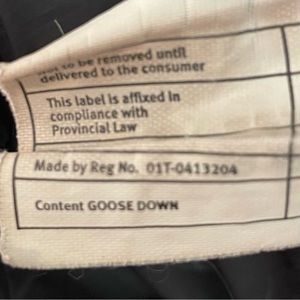 Not to be removed until
delivered to the consumer
This label is affixed in
compliance with
Provincial Law
Made by Reg No. 01T-0413204
Content GOOSE DOWN